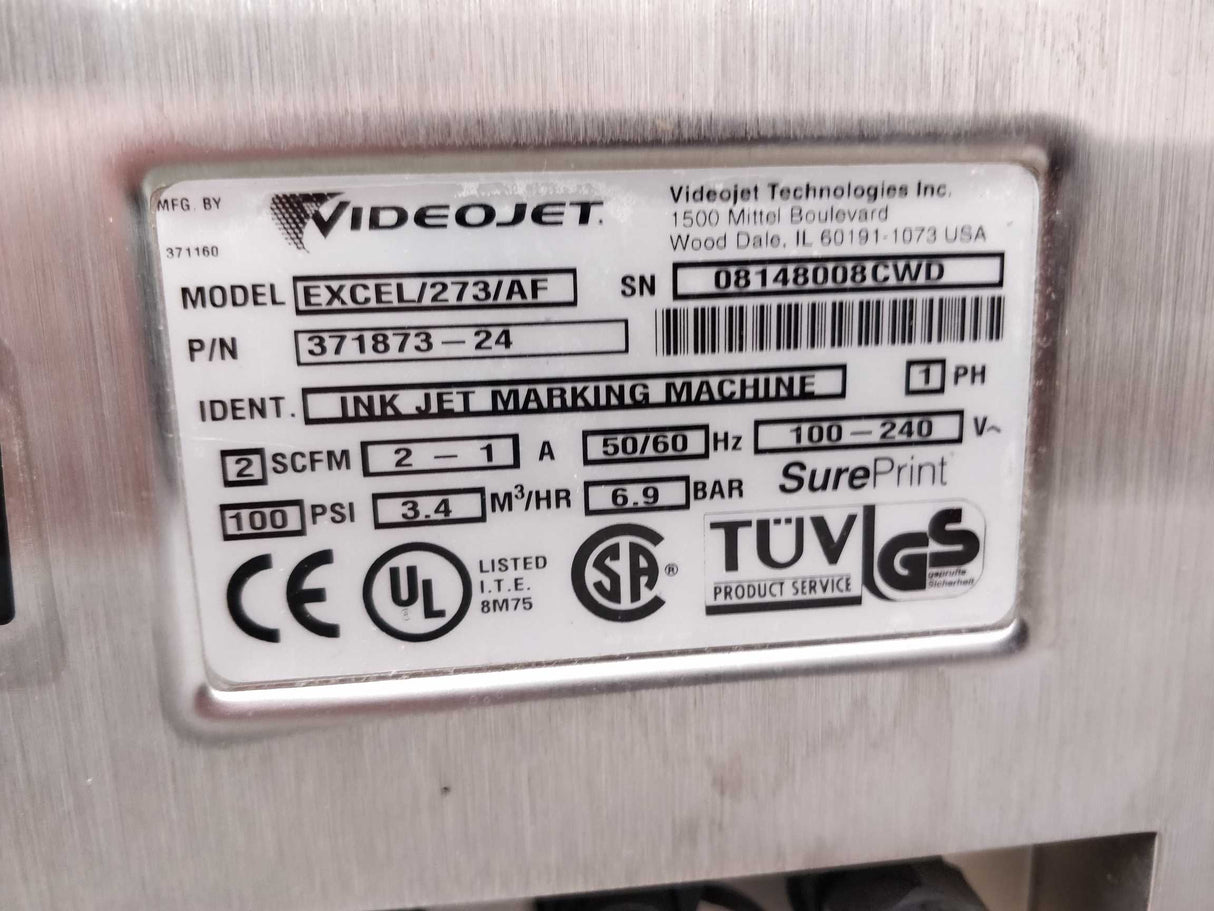 MFG. BY
VIDEOJET.
Videojet Technologies Inc.
1500 Mittel Boulevard
Wood Dale, IL 60191-1073 USA
371160
MODEL EXCEL/273/AF SN 08148008CWD
P/N 371873-24
IDENT. INK JET MARKING MACHINE 1 PH
2 SCFM 2 - 1 A 50/60 Hz 100-240 V~
100 PSI 3.4 M³/HR 6.9 BAR SurePrint
CE
UL
LISTED
I.T.E.
8M75
SA®
TÜV
PRODUCT SERVICE
GS
geprüfte
Sicherheit